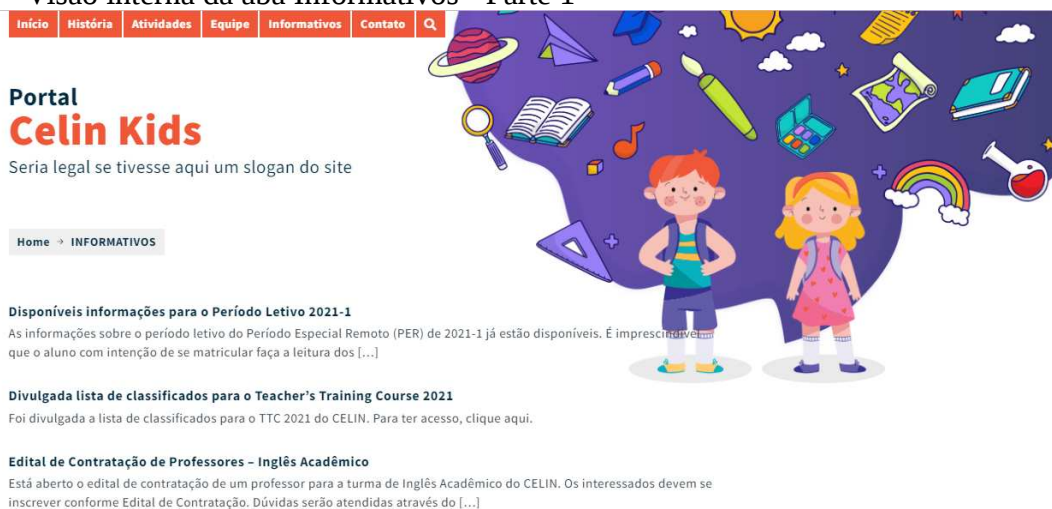 Visão interna da aba Informativos - Parte 1
Início História Atividades Equipe Informativos Contato
Portal
Celin Kids
Seria legal se tivesse aqui um slogan do site
Home → INFORMATIVOS
Disponíveis informações para o Período Letivo 2021-1
As informações sobre o período letivo do Período Especial Remoto (PER) de 2021-1 já estão disponíveis. É imprescindível
que o aluno com intenção de se matricular faça a leitura dos […]
Divulgada lista de classificados para o Teacher’s Training Course 2021
Foi divulgada a lista de classificados para o TTC 2021 do CELIN. Para ter acesso, clique aqui.
Edital de Contratação de Professores – Inglês Acadêmico
Está aberto o edital de contratação de um professor para a turma de Inglês Acadêmico do CELIN. Os interessados devem se
inscrever conforme Edital de Contratação. Dúvidas serão atendidas através do […]